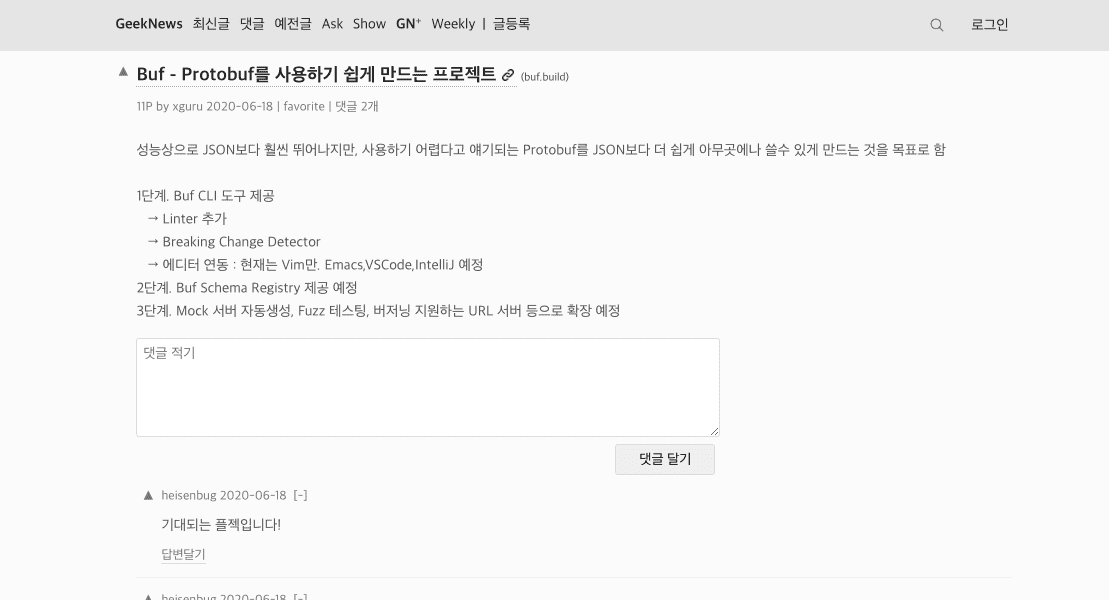 GeekNews 최신글 댓글 예전글 Ask Show GN⁺ Weekly | 글등록 로그인
▲ Buf - Protobuf를 사용하기 쉽게 만드는 프로젝트 (buf.build)
11P by xguru 2020-06-18 | favorite | 댓글 2개
성능상으로 JSON보다 훨씬 뛰어나지만, 사용하기 어렵다고 얘기되는 Protobuf를 JSON보다 더 쉽게 아무곳에나 쓸수 있게 만드는 것을 목표로 함
1단계. Buf CLI 도구 제공
→ Linter 추가
→ Breaking Change Detector
→ 에디터 연동 : 현재는 Vim만. Emacs,VSCode,IntelliJ 예정
2단계. Buf Schema Registry 제공 예정
3단계. Mock 서버 자동생성, Fuzz 테스팅, 버저닝 지원하는 URL 서버 등으로 확장 예정
댓글 적기
댓글 달기
▲ heisenbug 2020-06-18 [-]
기대되는 플젝입니다!
답변달기
▲ heisenbug 2020-06-18 [-]